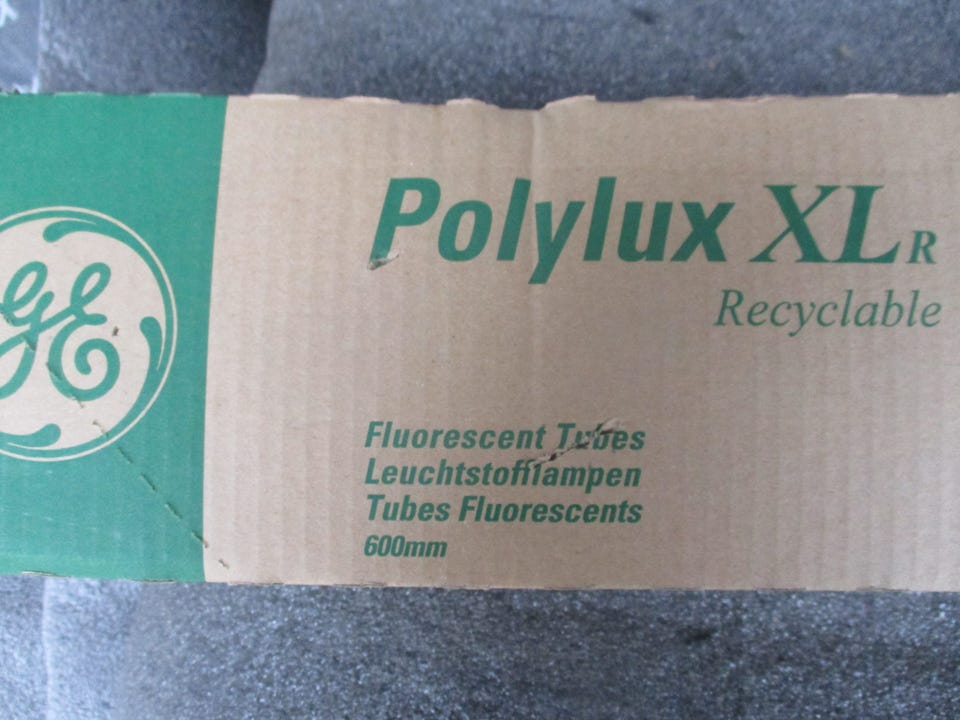 GE
Polylux XLR
Recyclable
Fluorescent Tubes
Leuchtstofflampen
Tubes Fluorescents
600mm